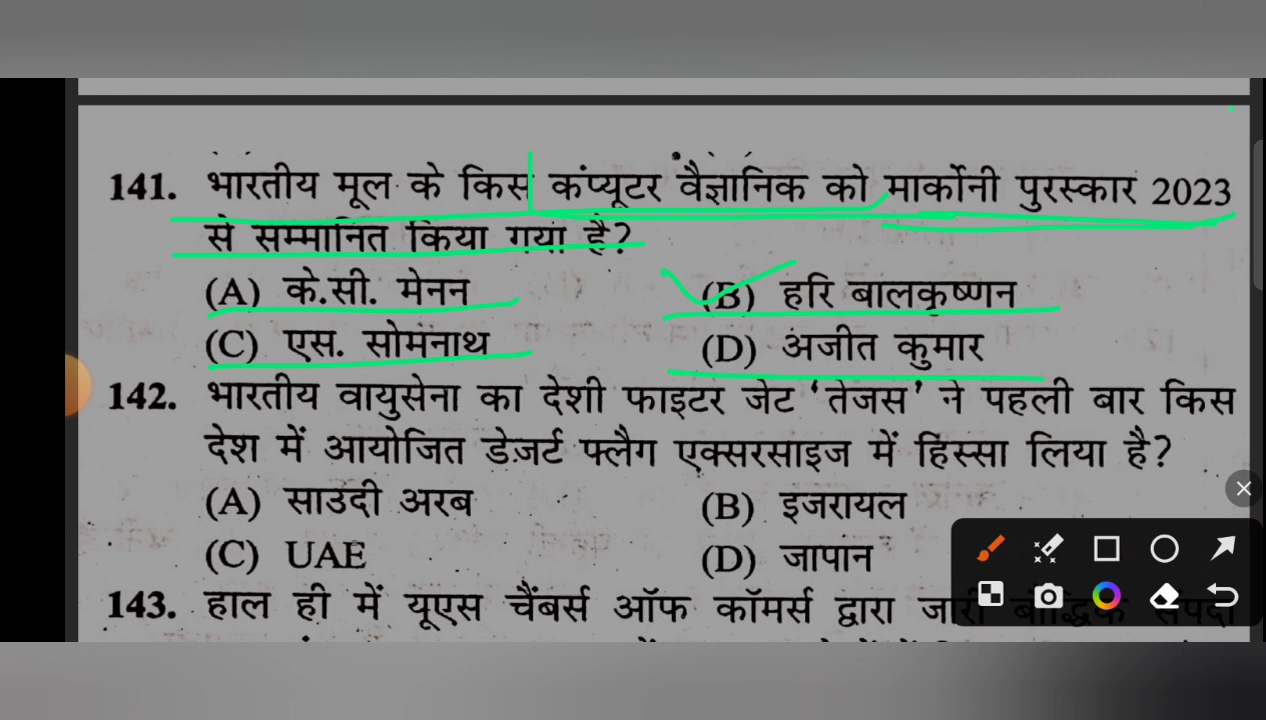 141. भारतीय मूल के किस कंप्यूटर वैज्ञानिक को मार्कोनी पुरस्कार 2023
से सम्मानित किया गया है?
(A) के.सी. मेनन (B) हरि बालकृष्णन
(C) एस. सोमनाथ (D) अजीत कुमार
142. भारतीय वायुसेना का देशी फाइटर जेट ‘तेजस’ ने पहली बार किस
देश में आयोजित डेज़र्ट फ्लैग एक्सरसाइज में हिस्सा लिया है?
(A) साउदी अरब (B) इजरायल
(C) UAE (D) जापान
143. हाल ही में यूएस चैंबर्स ऑफ कॉमर्स द्वारा जारी बौद्धिक संपदा